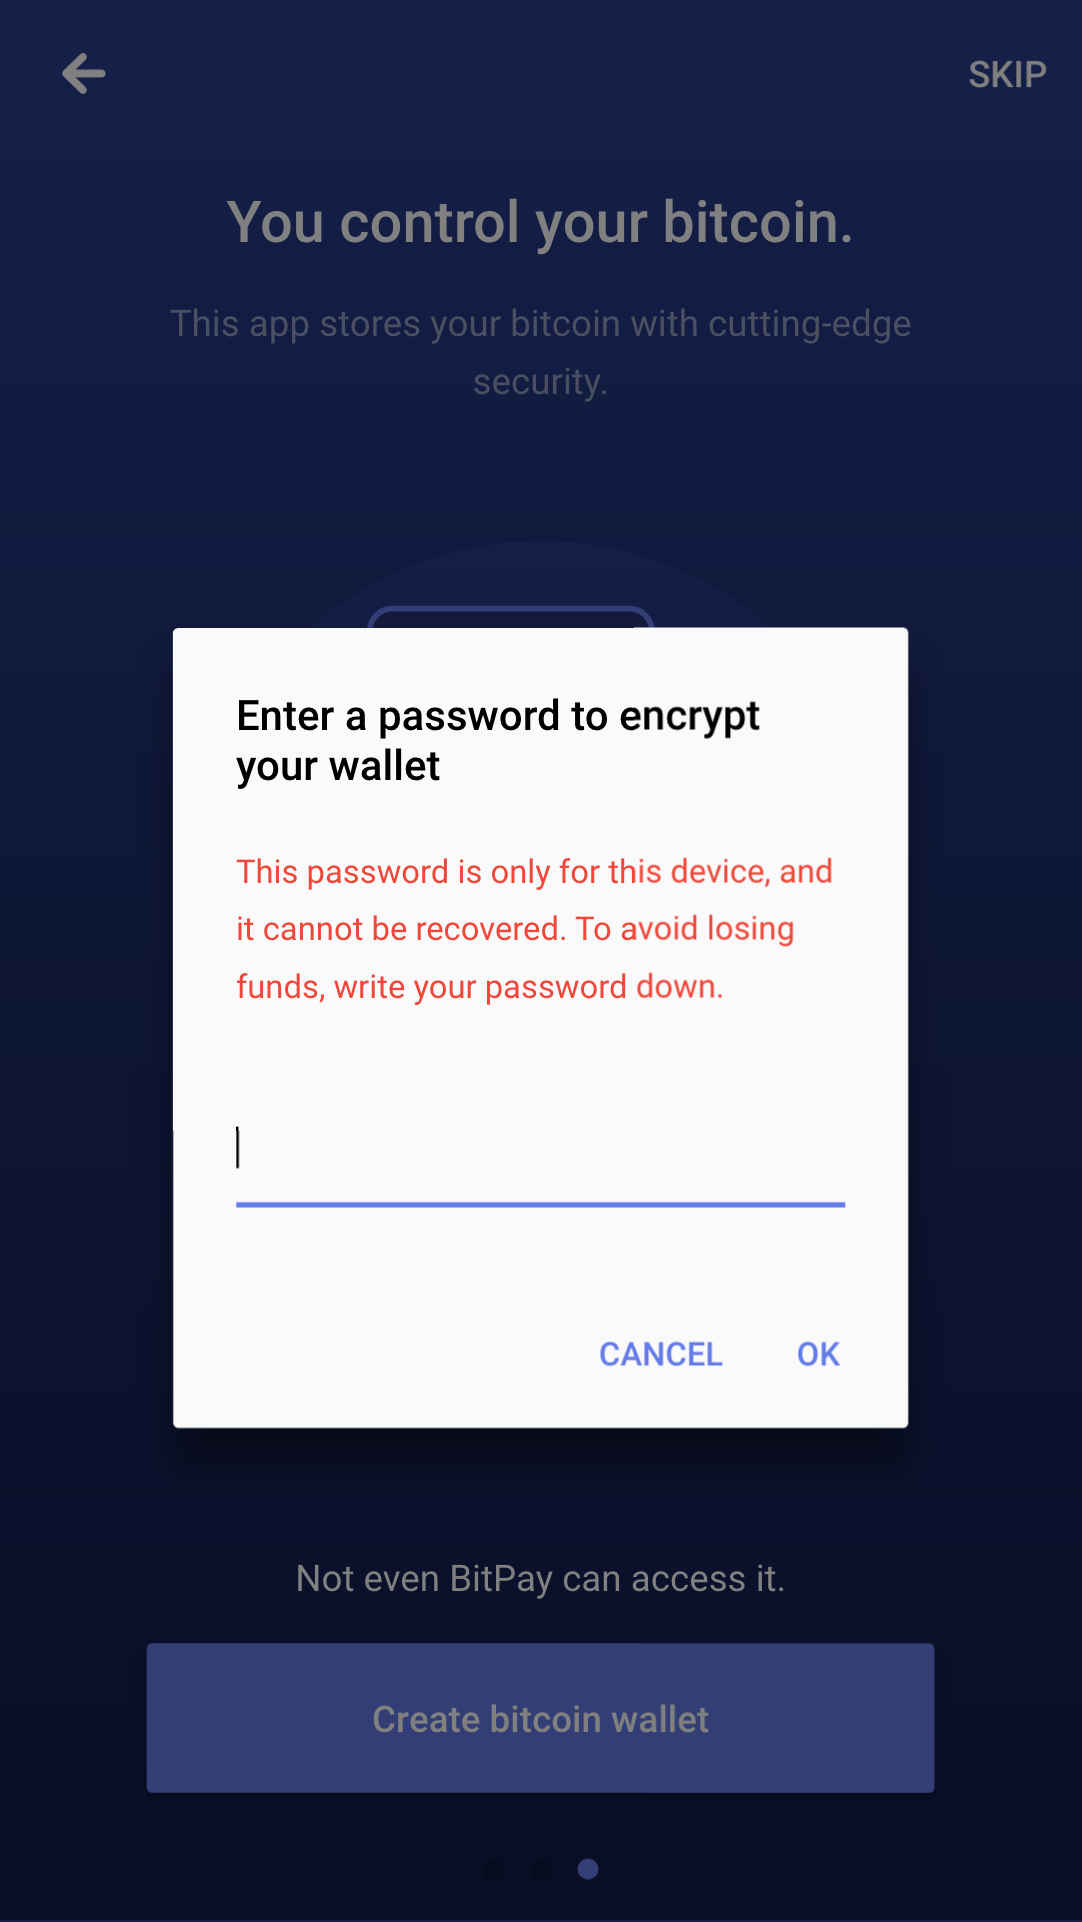 SKIP
You control your bitcoin.
This app stores your bitcoin with cutting-edge
security.
Enter a password to encrypt
your wallet
This password is only for this device, and
it cannot be recovered. To avoid losing
funds, write your password down.
CANCEL OK
Not even BitPay can access it.
Create bitcoin wallet